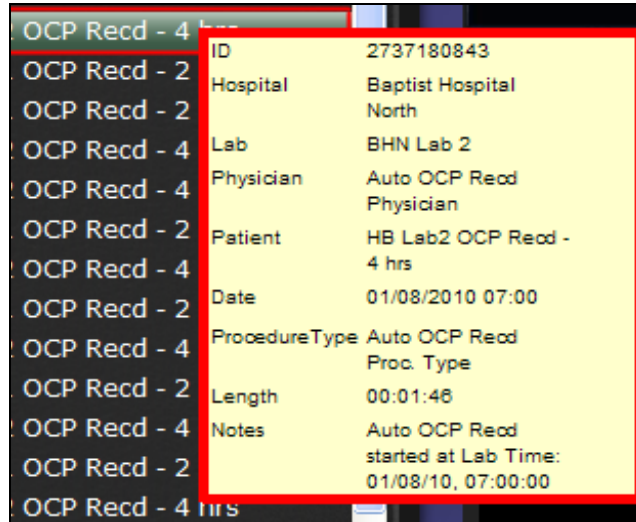 OCP Recd - 4 hrs
OCP Recd - 2
OCP Recd - 2
OCP Recd - 4
OCP Recd - 4
OCP Recd - 2
OCP Recd - 4
OCP Recd - 2
OCP Recd - 4
OCP Recd - 2
OCP Recd - 4
OCP Recd - 2
OCP Recd - 4 hrs
ID 2737180843
Hospital Baptist Hospital
North
Lab BHN Lab 2
Physician Auto OCP Recd
Physician
Patient HB Lab2 OCP Recd -
4 hrs
Date 01/08/2010 07:00
ProcedureType Auto OCP Recd
Proc. Type
Length 00:01:46
Notes Auto OCP Recd
started at Lab Time:
01/08/10, 07:00:00